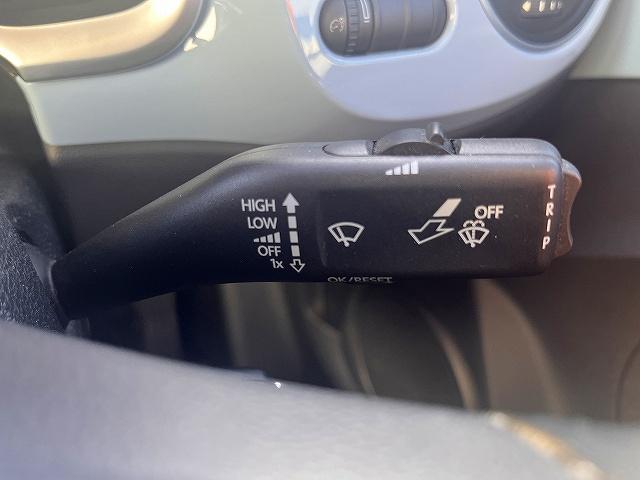 HIGH
LOW
OFF
1x
OFF
TRIP
OK/RESET